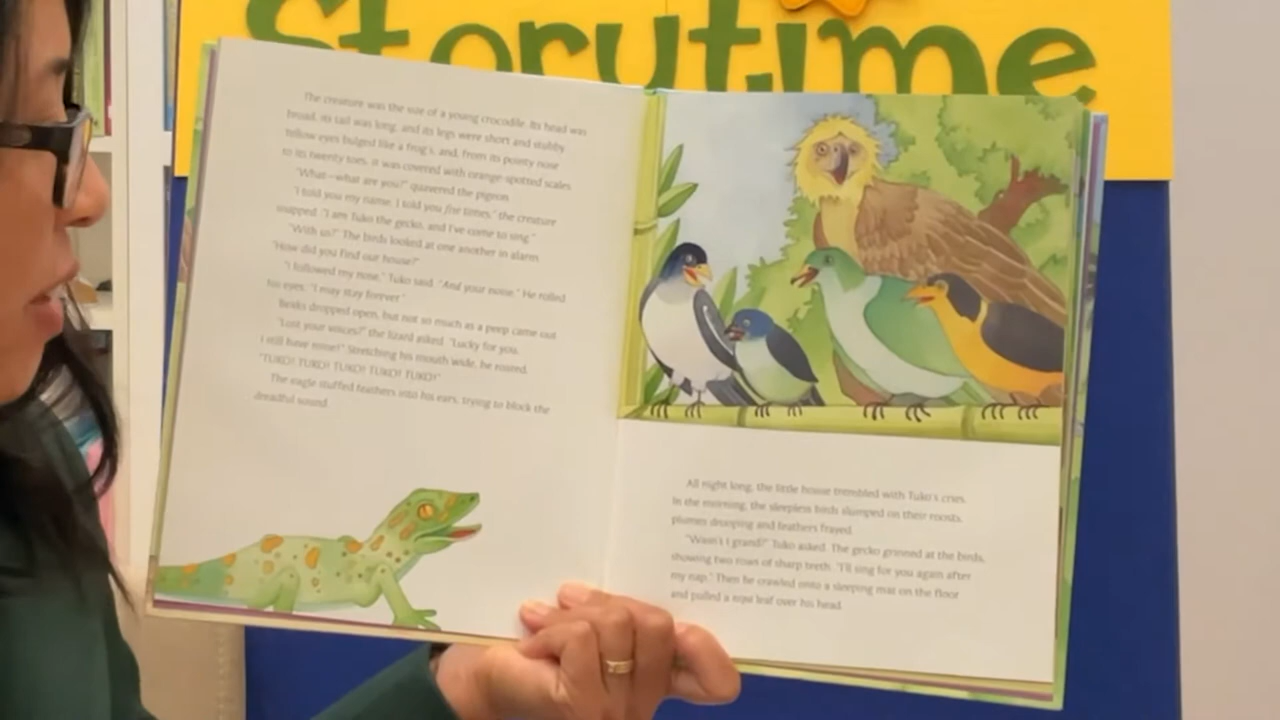 Storytime
The creature was the size of a young crocodile. Its head was
broad, its tail was long, and its legs were short and stubby.
Yellow eyes bulged like a frog's, and, from its pointy nose
to its twenty toes, it was covered with orange-spotted scales.
"What—what are you?" quavered the pigeon.
"I told you my name. I told you five times," the creature
snapped. "I am Tuko the gecko, and I've come to sing."
"With us?" The birds looked at one another in alarm.
"How did you find our house?"
"I followed my nose," Tuko said. "And your noise." He rolled
his eyes. "I may stay forever."
Beaks dropped open, but not so much as a peep came out.
"Lost your voices?" the lizard asked. "Lucky for you,
I still have mine!" Stretching his mouth wide, he roared,
"TUKO! TUKO! TUKO! TUKO! TUKO!"
The eagle stuffed feathers into his ears, trying to block the
dreadful sound.
All night long, the little house trembled with Tuko's cries.
In the morning, the sleepless birds slumped on their roosts,
plumes drooping and feathers frayed.
"Wasn't I grand?" Tuko asked. The gecko grinned at the birds,
showing two rows of sharp teeth. "I'll sing for you again after
my nap." Then he crawled onto a sleeping mat on the floor
and pulled a nipa leaf over his head.